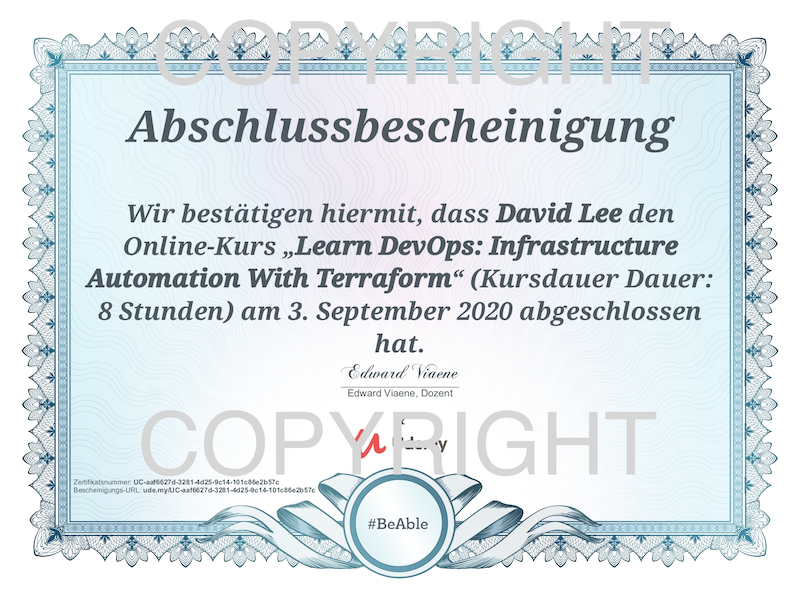 COPYRIGHT
Abschlussbescheinigung
Wir bestätigen hiermit, dass David Lee den
Online-Kurs „Learn DevOps: Infrastructure
Automation With Terraform“ (Kursdauer Dauer:
8 Stunden) am 3. September 2020 abgeschlossen
hat.
Edward Viaene
Edward Viaene, Dozent
COPYRIGHT
Udemy
Zertifikatsnummer: UC-aaf6627d-3281-4d25-9c14-101c86e2b57c
Bescheinigungs-URL: ude.my/UC-aaf6627d-3281-4d25-9c14-101c86e2b57c
#BeAble